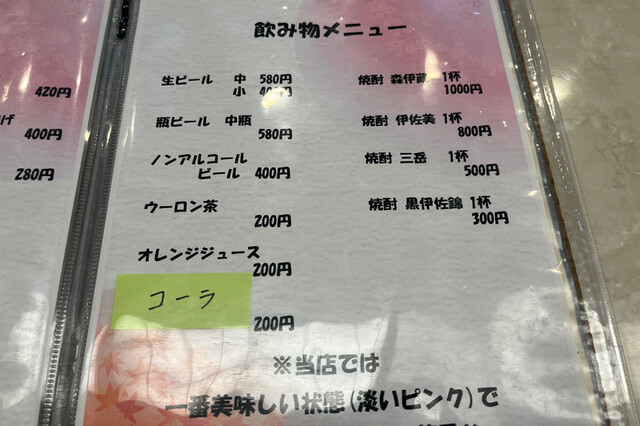 420円
げ
400円
280円
飲み物メニュー
生ビール 中 580円
小
瓶ビール 中瓶
580円
ノンアルコール
ビール 400円
ウーロン茶
200円
オレンジジュース
200円
コーラ
200円
焼酎 森伊蔵 1杯
1000円
焼酎 伊佐美 1杯
800円
焼酎 三岳 1杯
500円
焼酎 黒伊佐錦 1杯
300円
※当店では
一番美味しい状態(淡いピンク)で